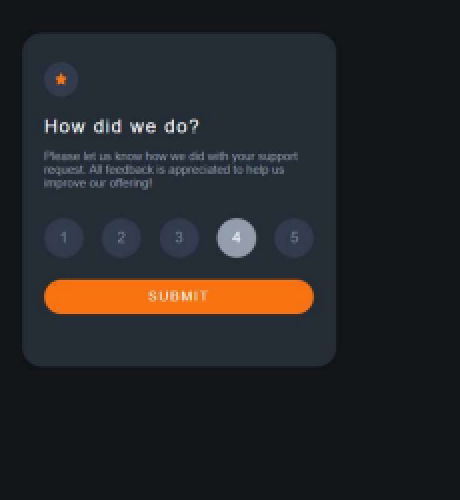 How did we do?
Please let us know how we did with your support
request. All feedback is appreciated to help us
improve our offering!
1 2 3 4 5
SUBMIT